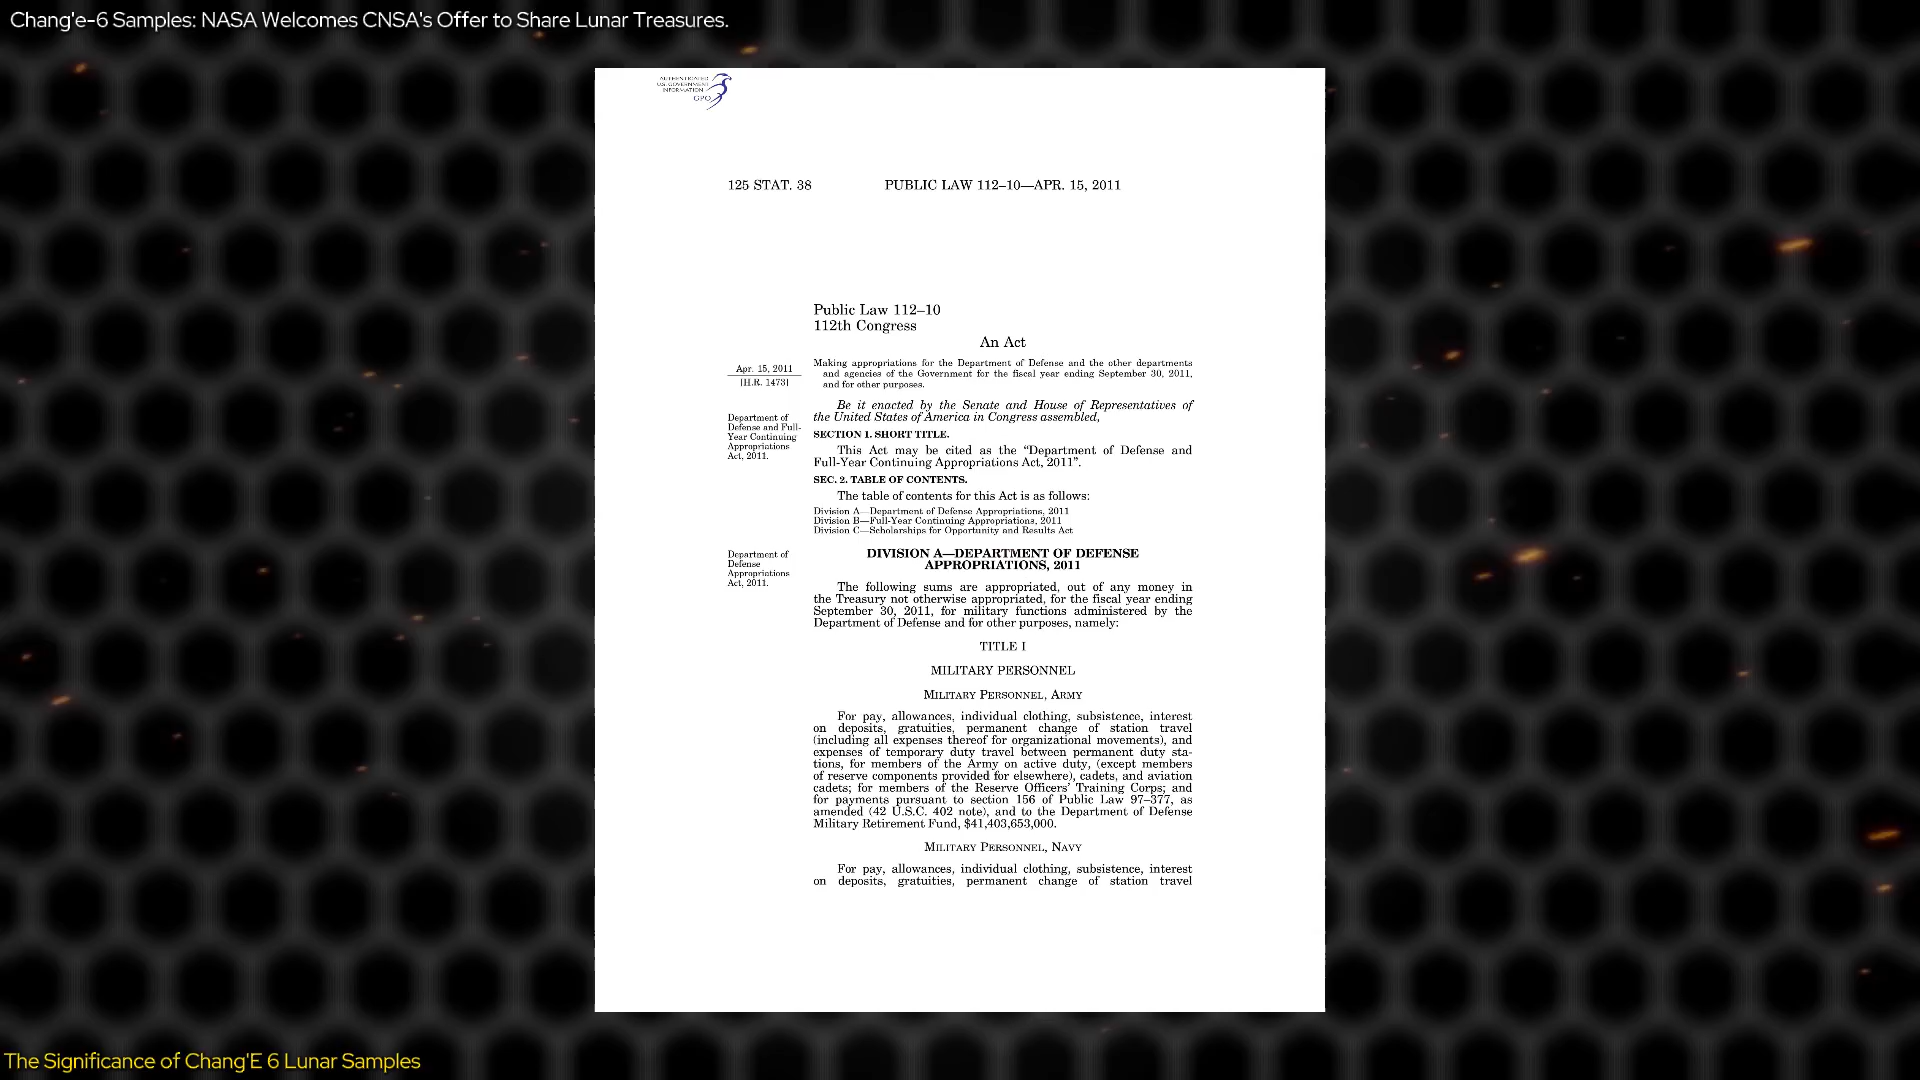 Chang'e-6 Samples: NASA Welcomes CNSA's Offer to Share Lunar Treasures.
AUTHENTICATED
U.S. GOVERNMENT
INFORMATION
GPO
125 STAT. 38 PUBLIC LAW 112–10—APR. 15, 2011
Public Law 112–10
112th Congress
An Act
Apr. 15, 2011
[H.R. 1473]
Making appropriations for the Department of Defense and the other departments
and agencies of the Government for the fiscal year ending September 30, 2011,
and for other purposes.
Be it enacted by the Senate and House of Representatives of
the United States of America in Congress assembled,
Department of
Defense and Full-
Year Continuing
Appropriations
Act, 2011.
SECTION 1. SHORT TITLE.
This Act may be cited as the “Department of Defense and
Full-Year Continuing Appropriations Act, 2011”.
SEC. 2. TABLE OF CONTENTS.
The table of contents for this Act is as follows:
Division A—Department of Defense Appropriations, 2011
Division B—Full-Year Continuing Appropriations, 2011
Division C—Scholarships for Opportunity and Results Act
Department of
Defense
Appropriations
Act, 2011.
DIVISION A—DEPARTMENT OF DEFENSE
APPROPRIATIONS, 2011
The following sums are appropriated, out of any money in
the Treasury not otherwise appropriated, for the fiscal year ending
September 30, 2011, for military functions administered by the
Department of Defense and for other purposes, namely:
TITLE I
MILITARY PERSONNEL
MILITARY PERSONNEL, ARMY
For pay, allowances, individual clothing, subsistence, interest
on deposits, gratuities, permanent change of station travel
(including all expenses thereof for organizational movements), and
expenses of temporary duty travel between permanent duty sta-
tions, for members of the Army on active duty, (except members
of reserve components provided for elsewhere), cadets, and aviation
cadets; for members of the Reserve Officers’ Training Corps; and
for payments pursuant to section 156 of Public Law 97–377, as
amended (42 U.S.C. 402 note), and to the Department of Defense
Military Retirement Fund, $41,403,653,000.
MILITARY PERSONNEL, NAVY
For pay, allowances, individual clothing, subsistence, interest
on deposits, gratuities, permanent change of station travel
The Significance of Chang'E 6 Lunar Samples